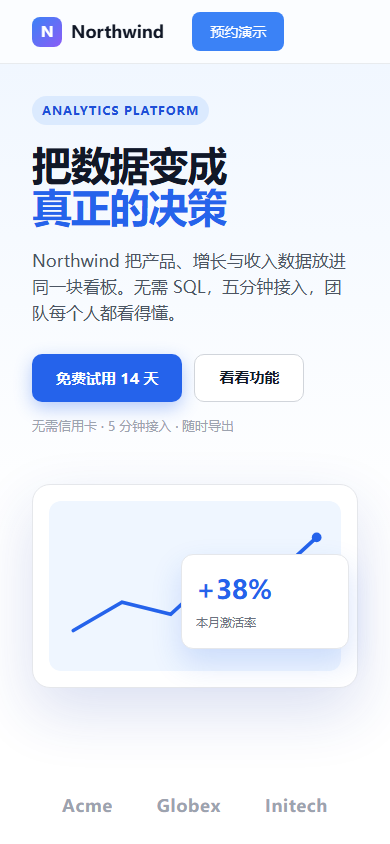 N Northwind 预约演示
ANALYTICS PLATFORM
把数据变成
真正的决策
Northwind 把产品、增长与收入数据放进
同一块看板。无需 SQL，五分钟接入，团
队每个人都看得懂。
免费试用 14 天 看看功能
无需信用卡 · 5 分钟接入 · 随时导出
+38%
本月激活率
Acme Globex Initech